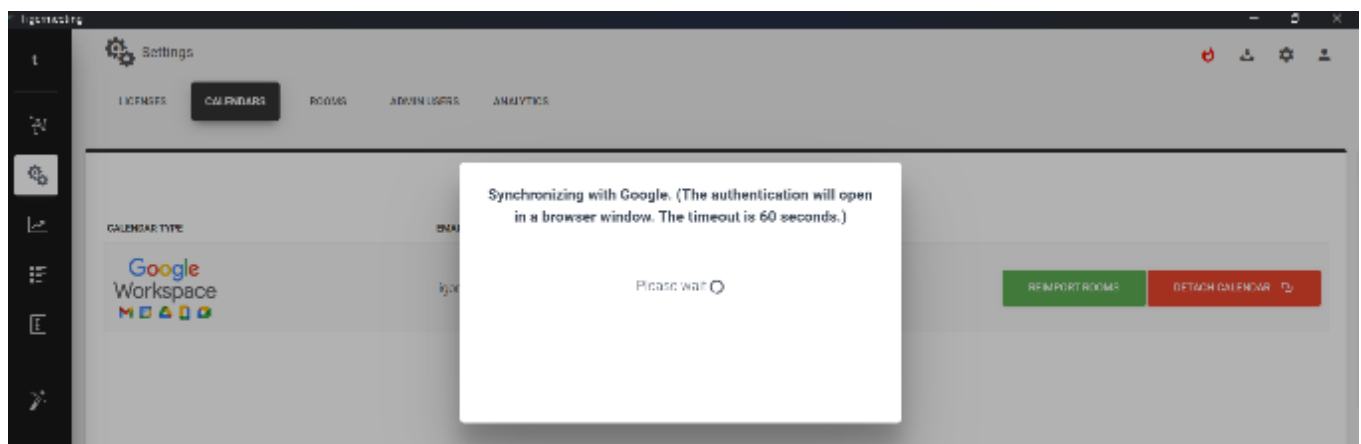 Settings
LICENSES CALENDARS ROOMS ADMIN USERS ANALYTICS
Synchronizing with Google. (The authentication will open
in a browser window. The timeout is 60 seconds.)
CALENDAR TYPE EMAI
Google
Workspace
Please wait
REIMPORT ROOMS DETACH CALENDAR